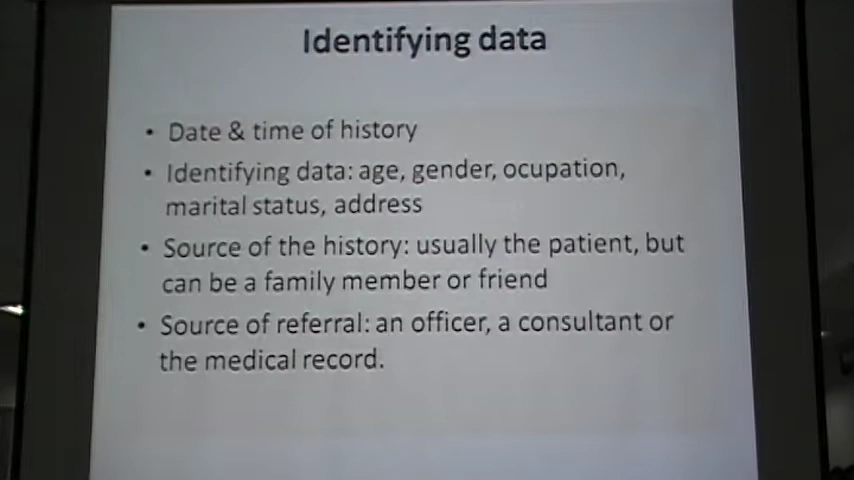 Identifying data
• Date & time of history
• Identifying data: age, gender, ocupation,
marital status, address
• Source of the history: usually the patient, but
can be a family member or friend
• Source of referral: an officer, a consultant or
the medical record.